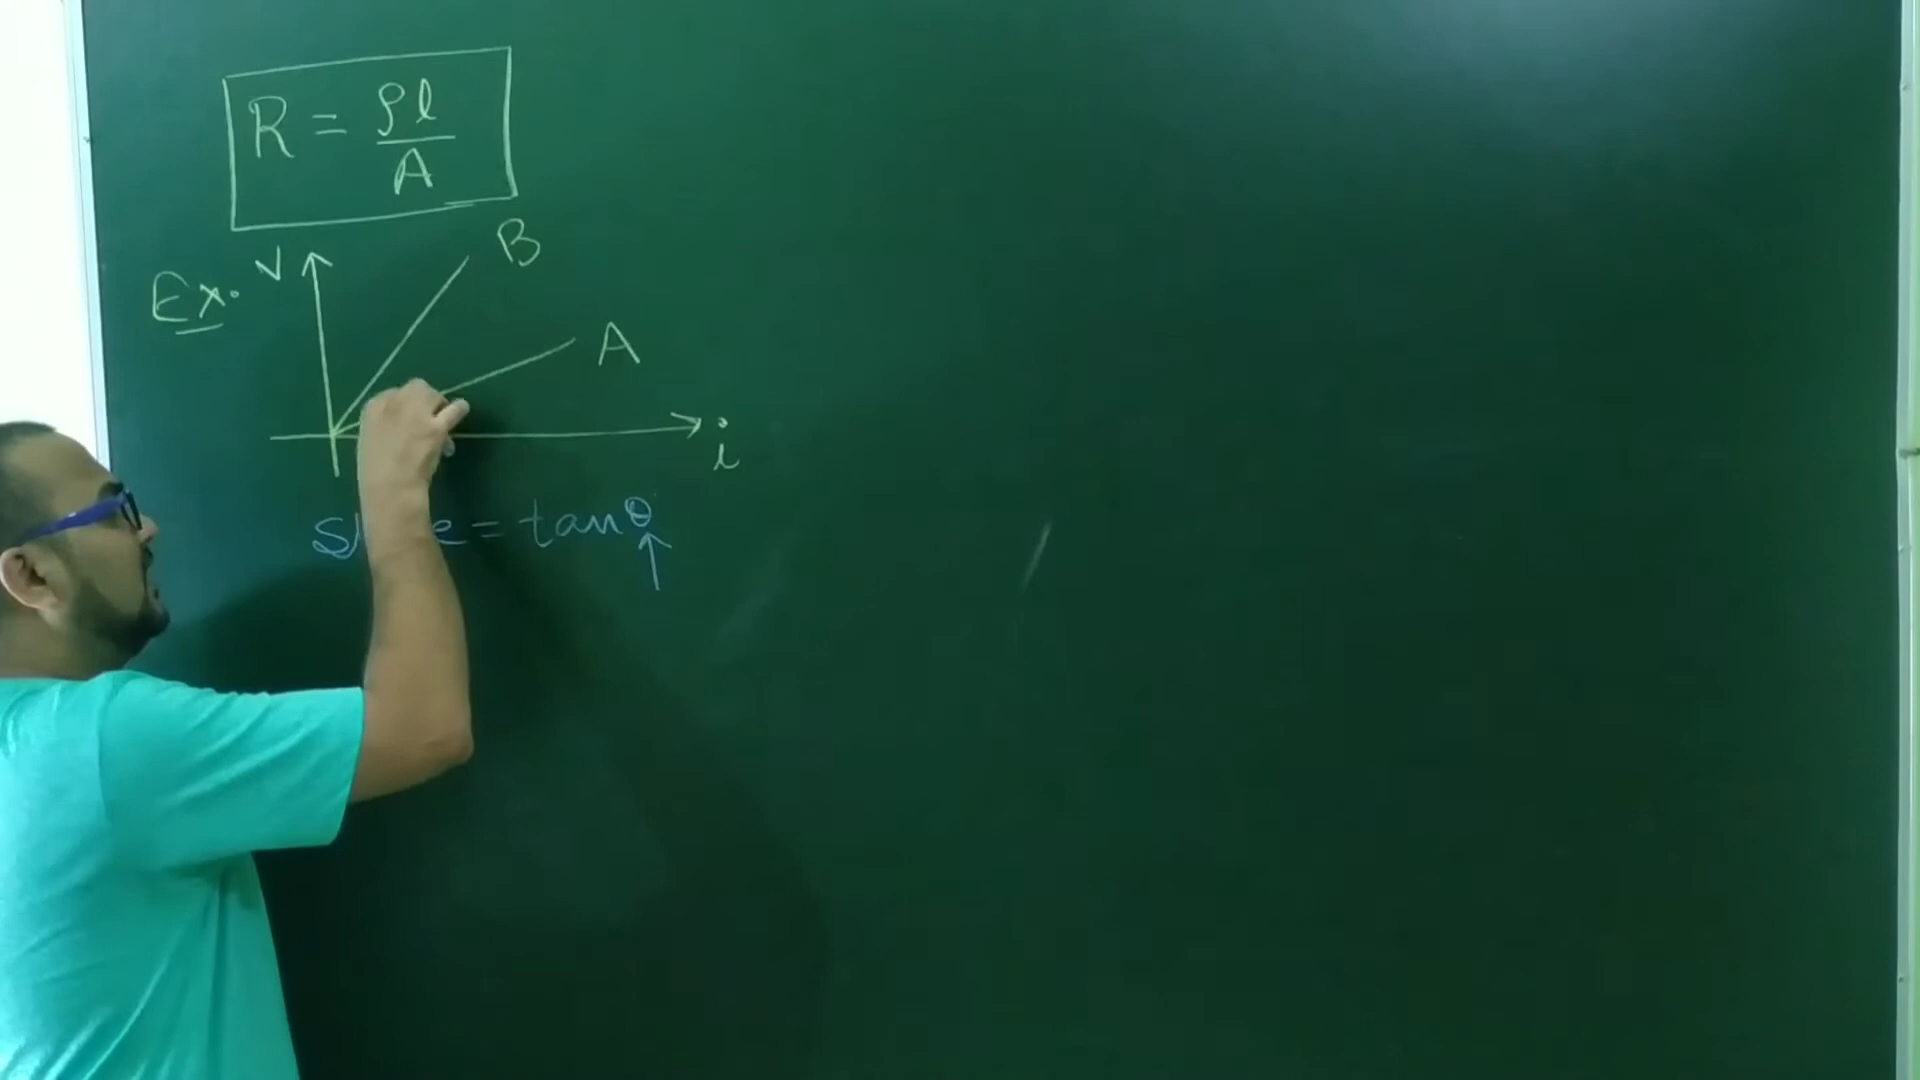 R = ρl/A
B
V
Ex.
A
i
= tanθ